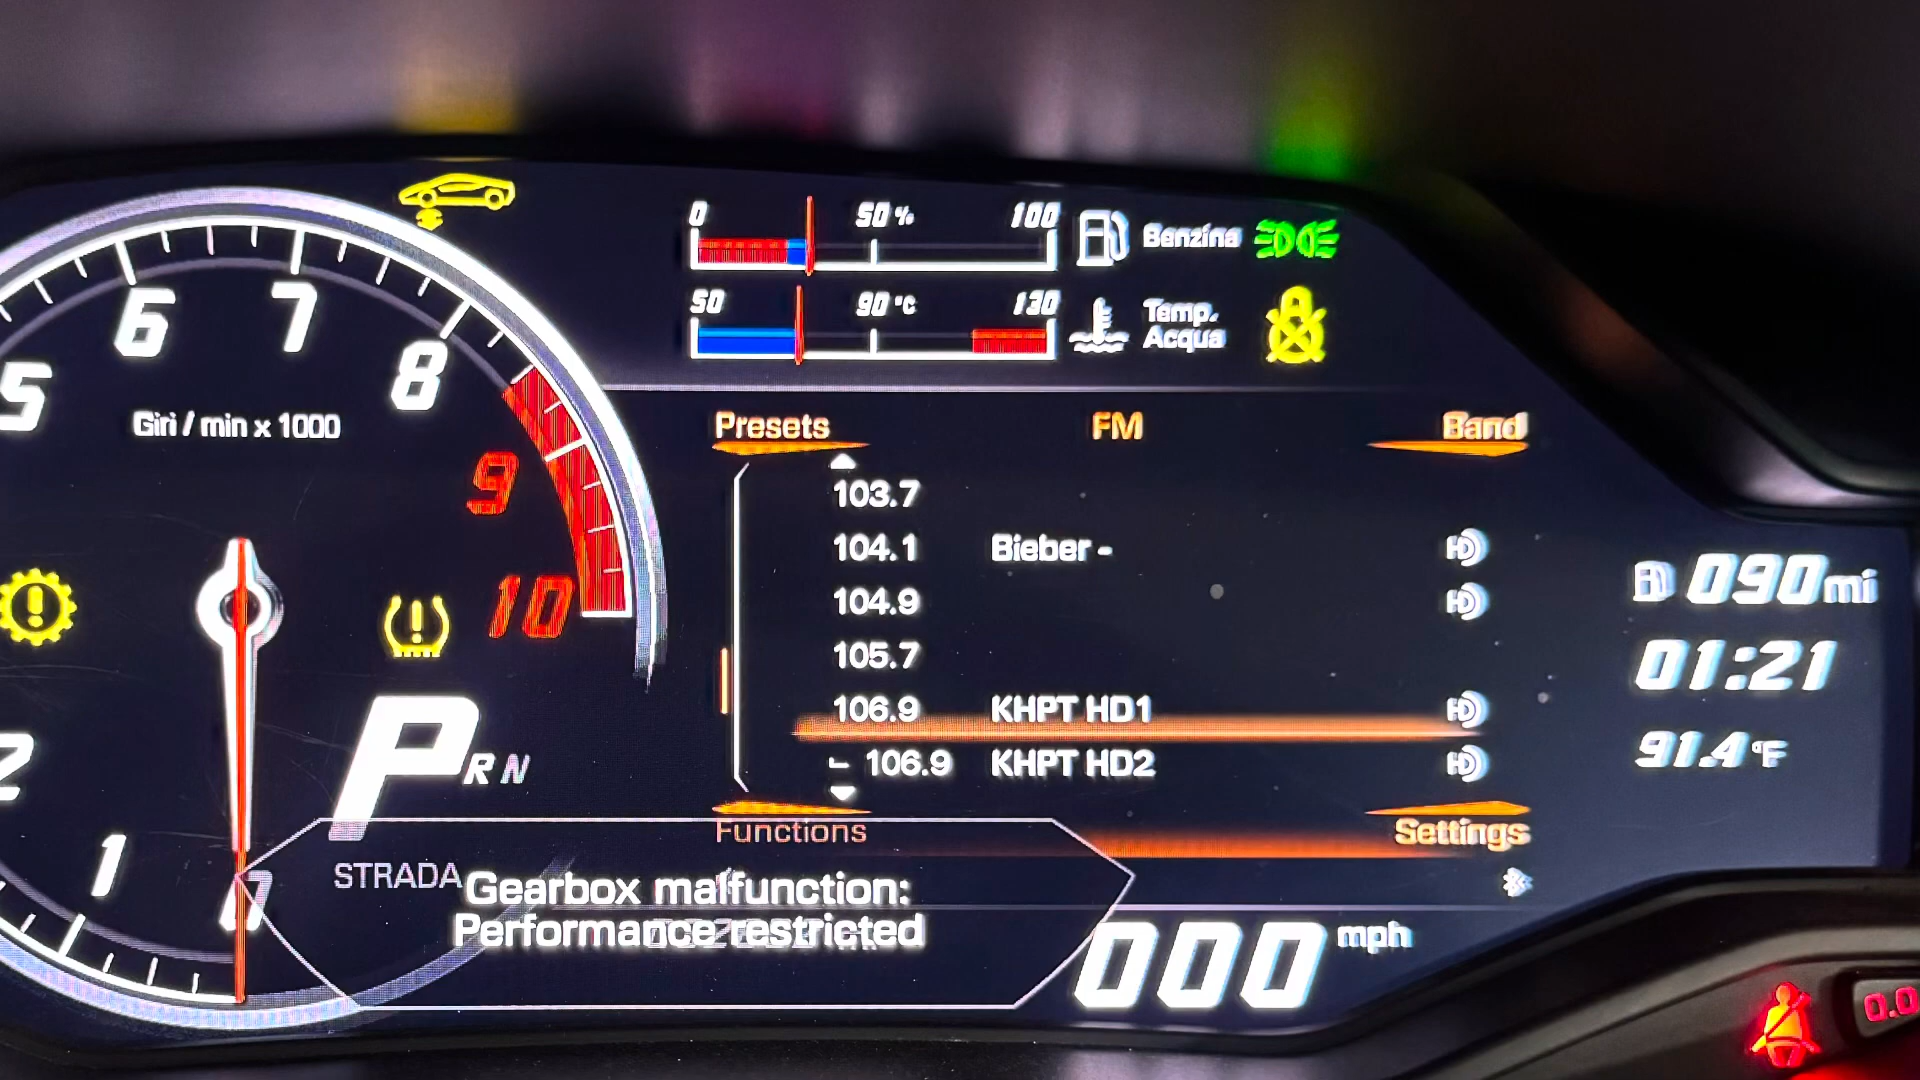 0 50% 100
Benzina
50 90°C 130
Temp.
Acqua
5 6 7 8
9
10
Giri / min x 1000
Presets FM Band
103.7
104.1 Bieber -
104.9
105.7
106.9 KHPT HD1
106.9 KHPT HD2
Functions Settings
090 mi
01:21
91.4 °F
P R N
2
1
0
STRADA
Gearbox malfunction:
Performance restricted
000 mph
0.0